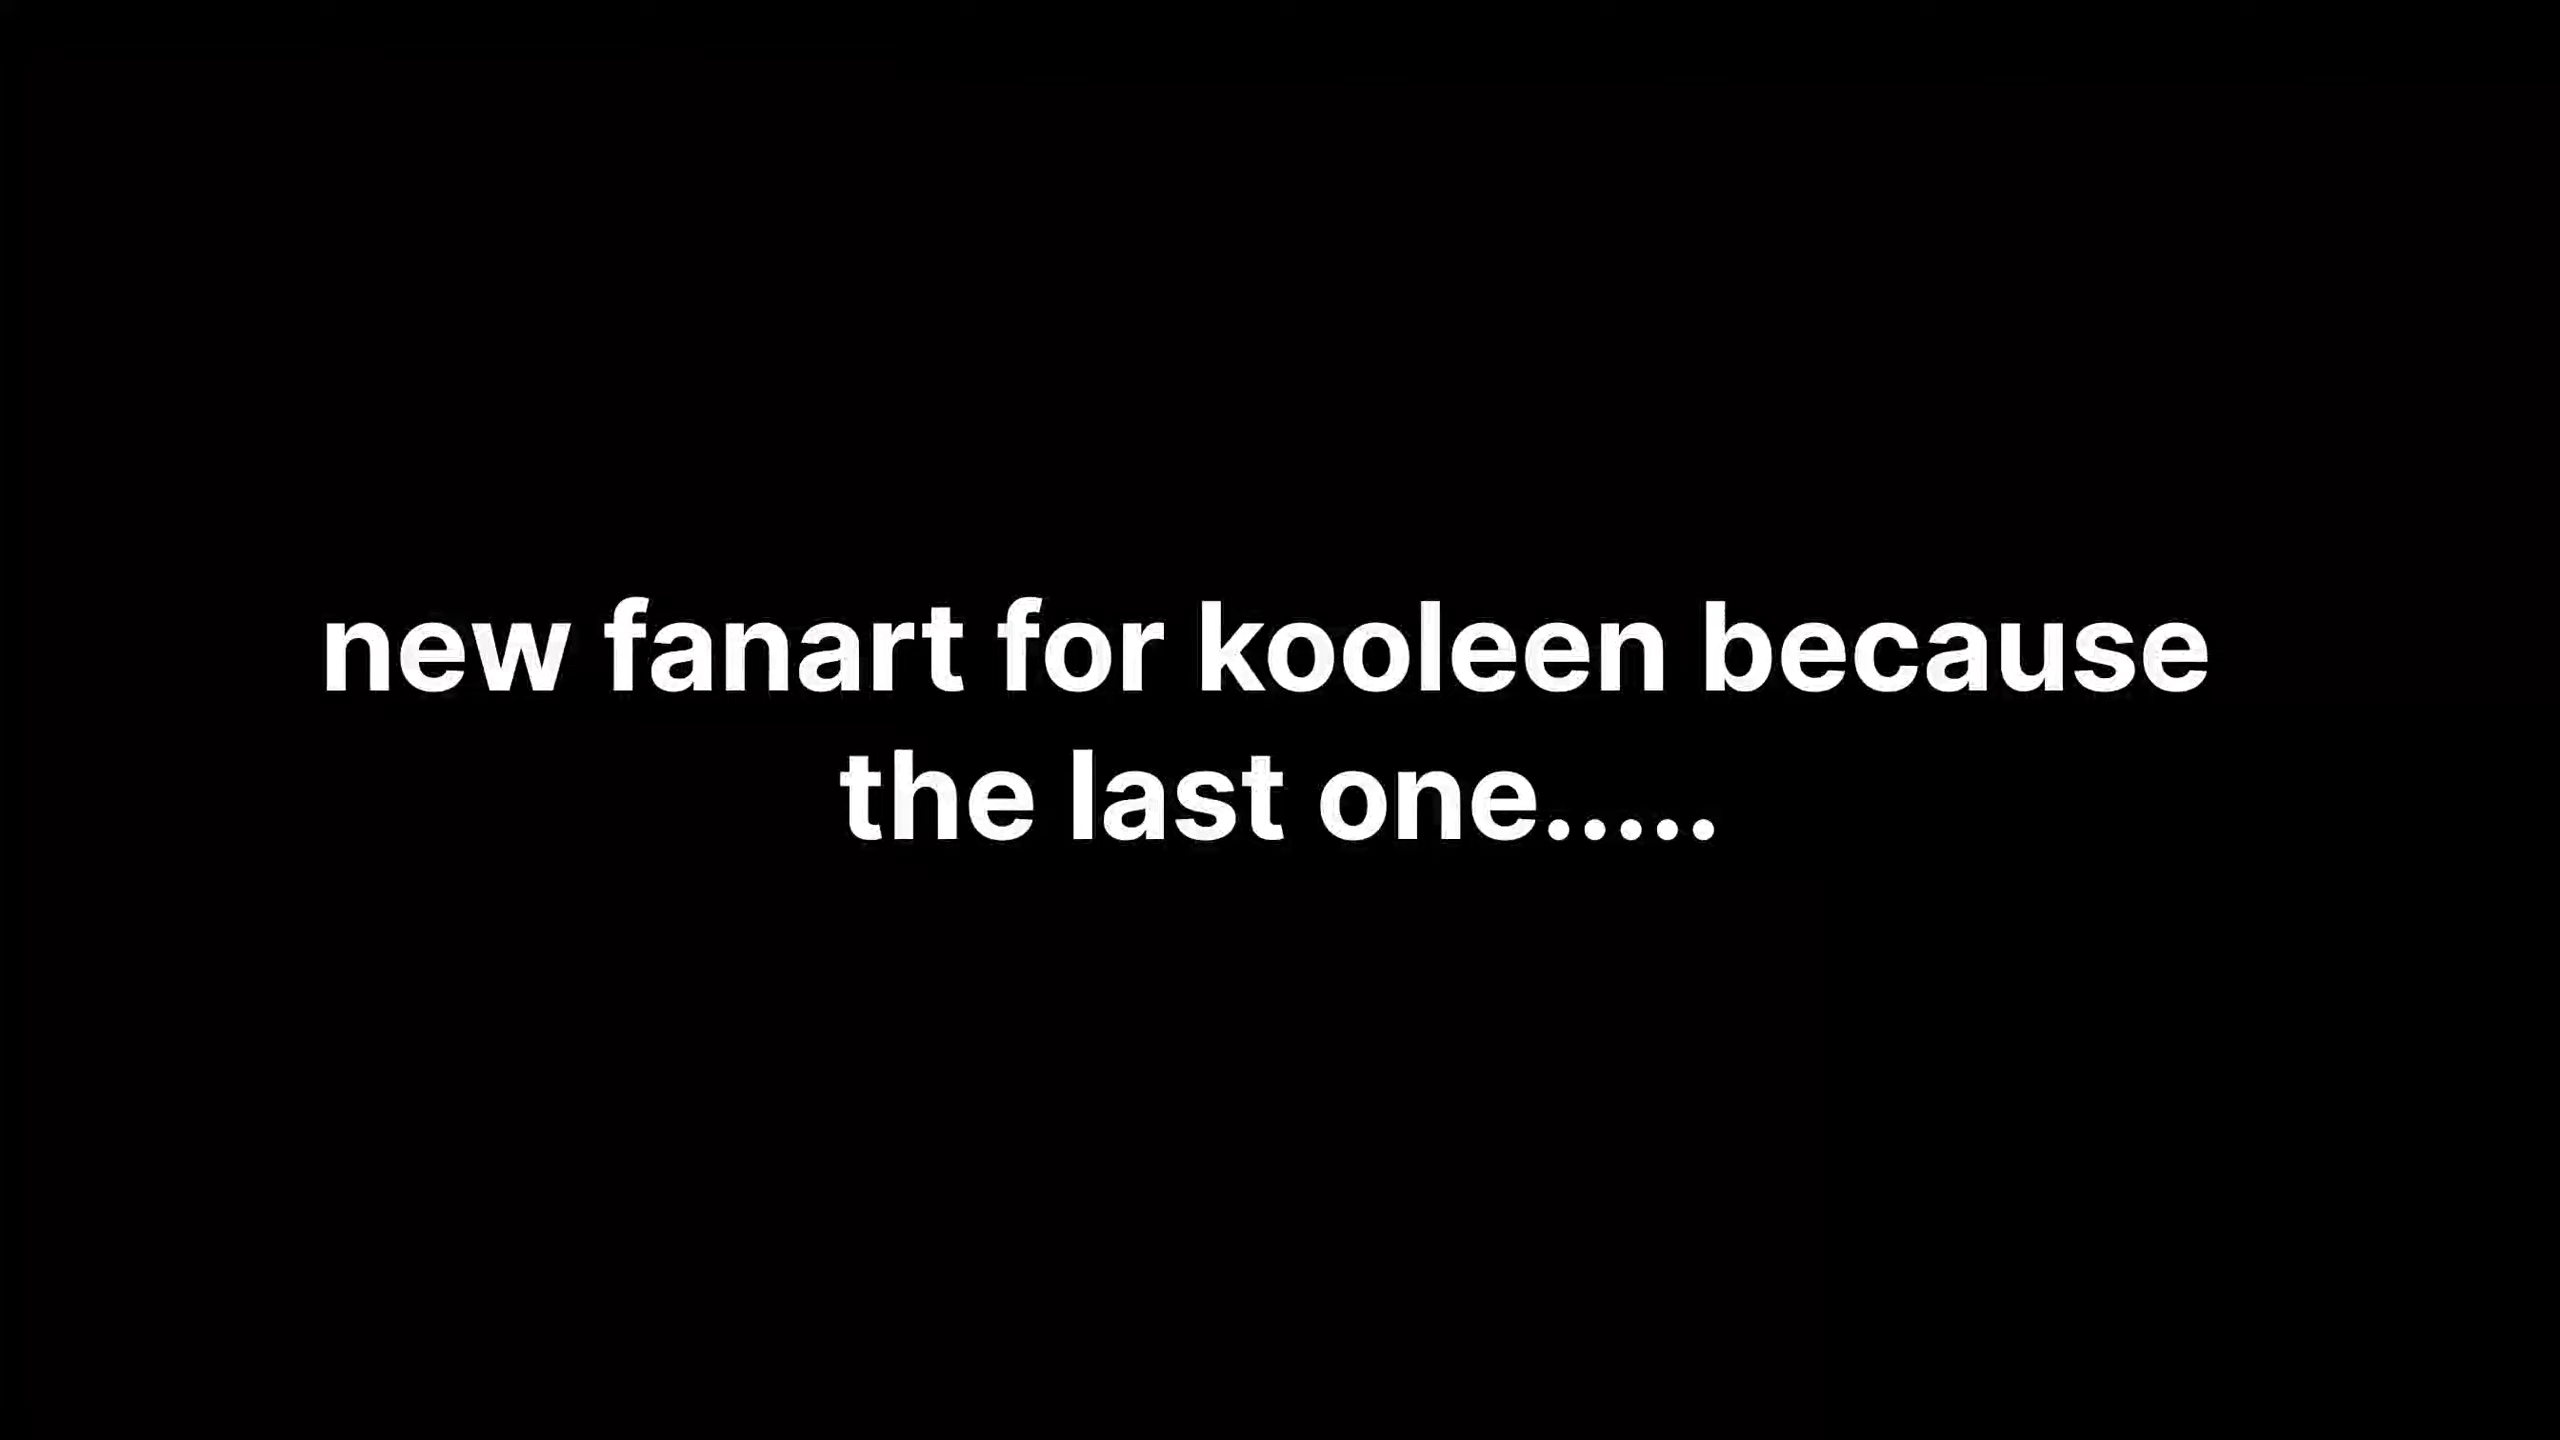 new fanart for kooleen because
the last one.....